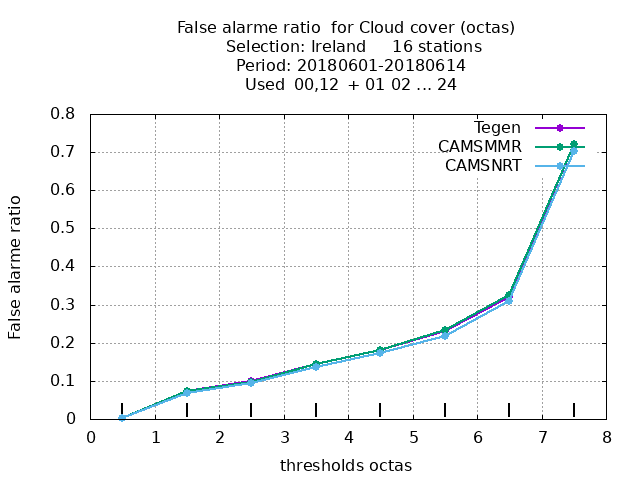 False alarme ratio for Cloud cover (octas)
Selection: Ireland 16 stations
Period: 20180601-20180614
Used 00,12 + 01 02 ... 24
Tegen
CAMSMMR
CAMSNRT
False alarme ratio
0.8
0.7
0.6
0.5
0.4
0.3
0.2
0.1
0
0 1 2 3 4 5 6 7 8
thresholds octas